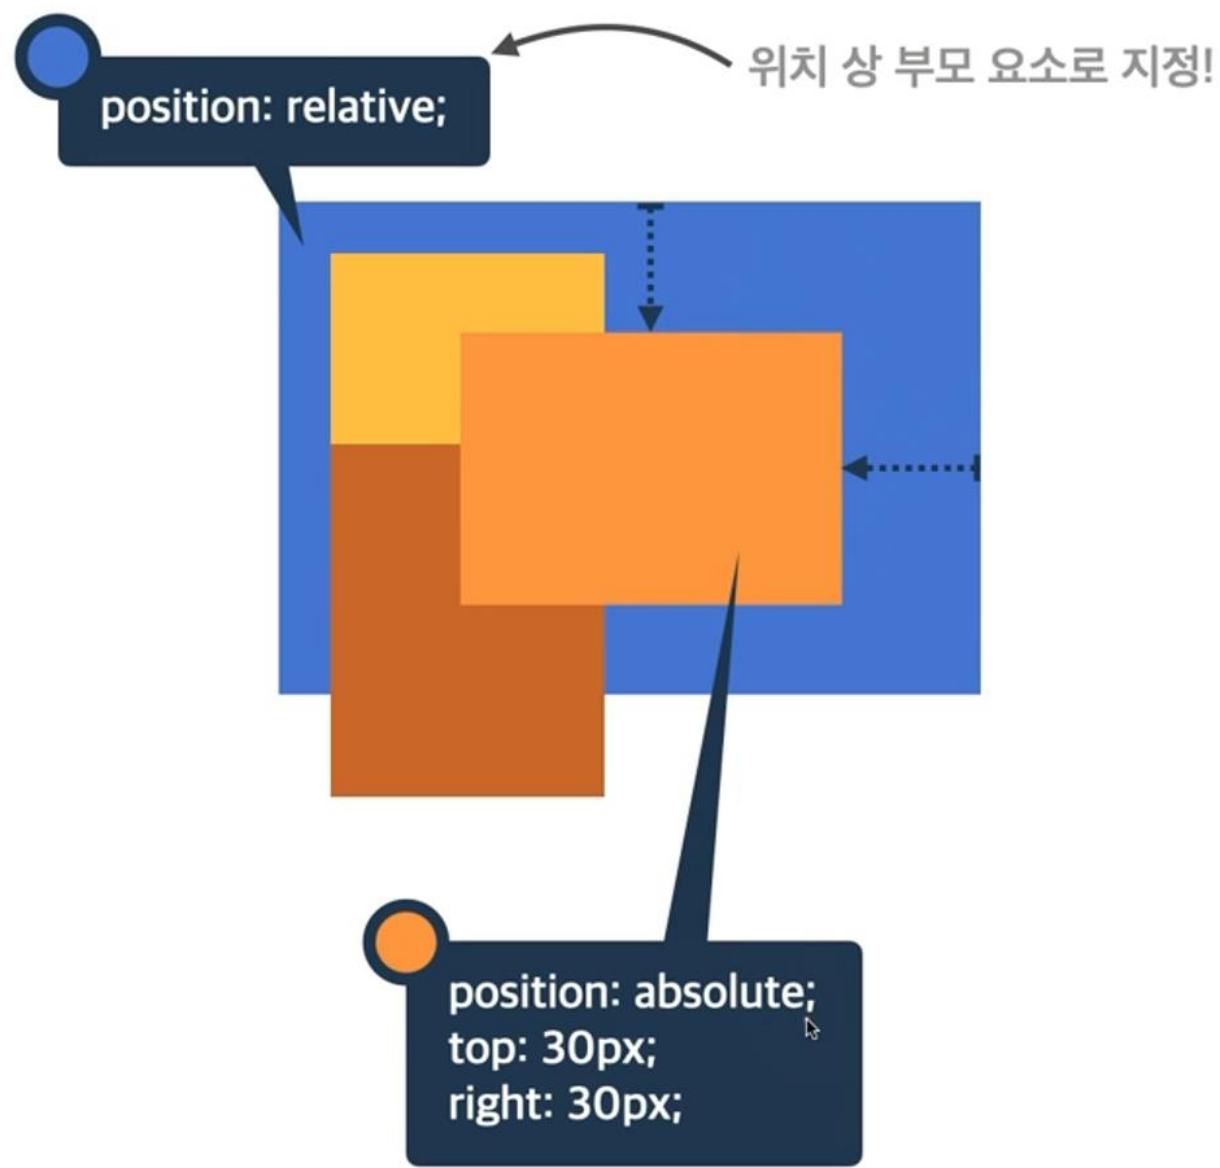 위치 상 부모 요소로 지정!
position: relative;
position: absolute;
top: 30px;
right: 30px;